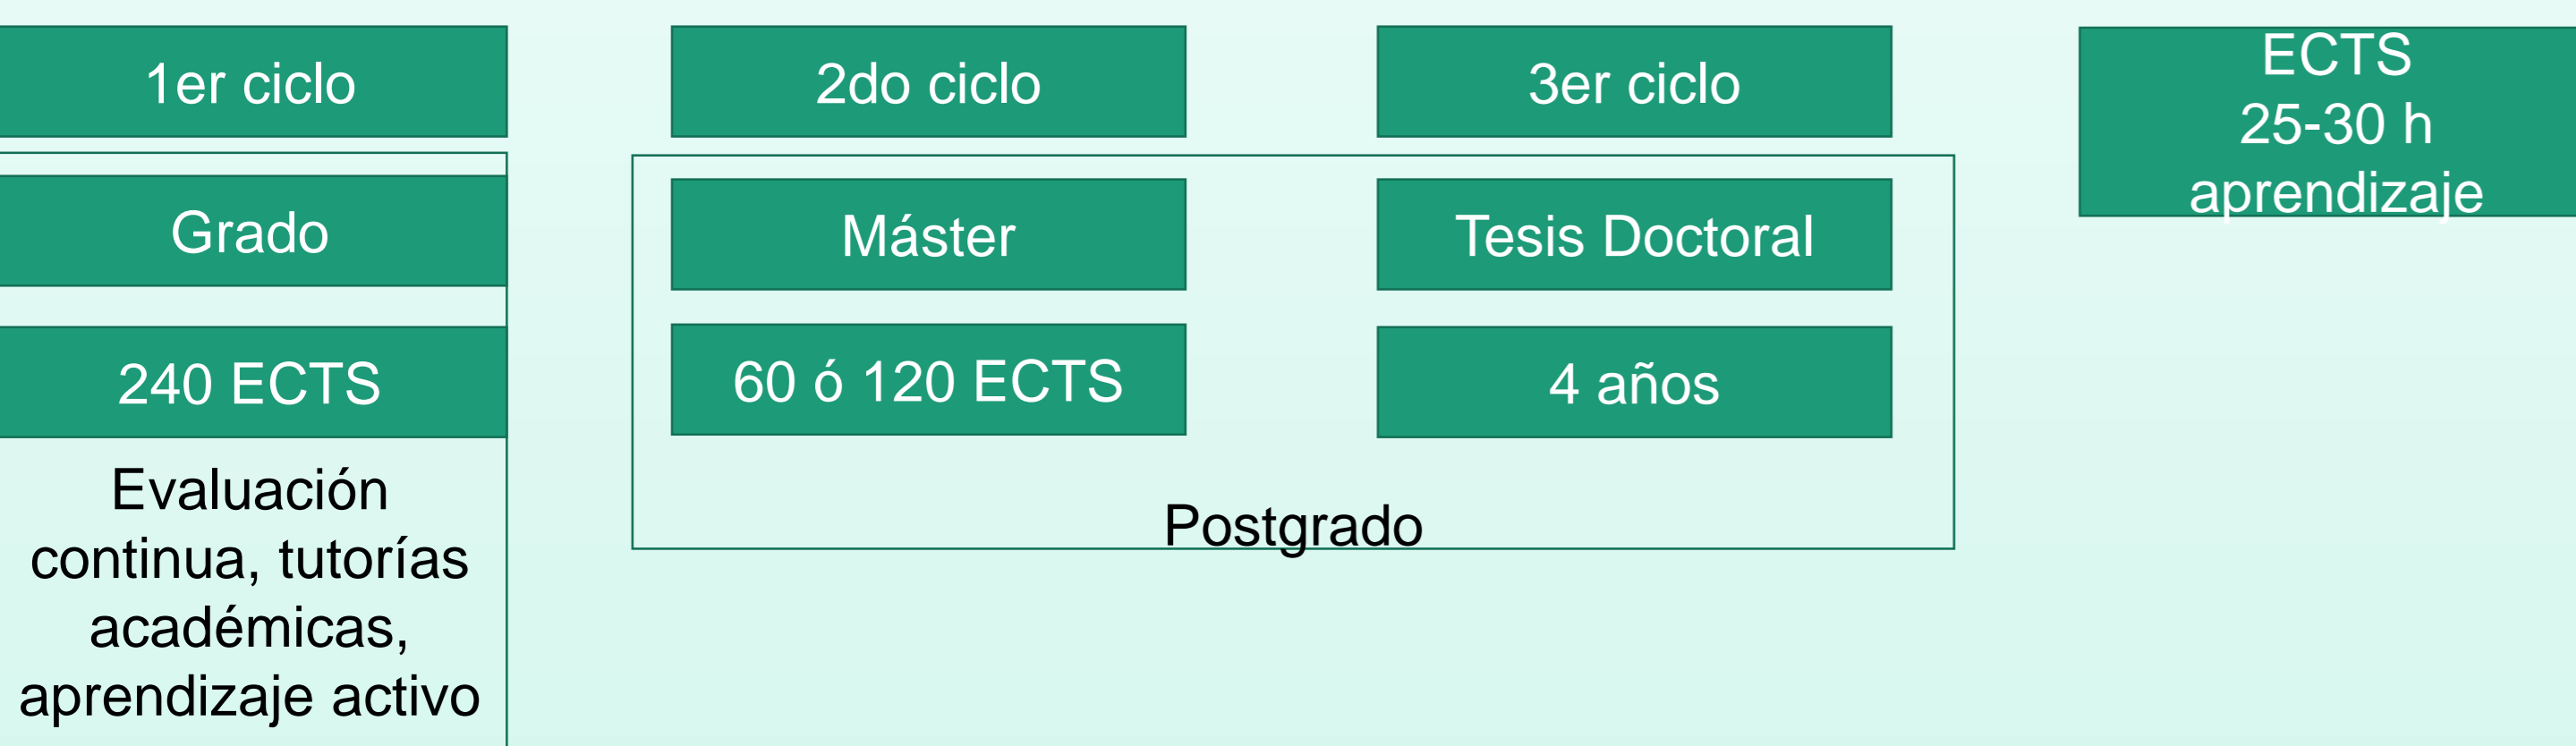 1er ciclo
2do ciclo
3er ciclo
ECTS
25-30 h
aprendizaje
Grado
Máster
Tesis Doctoral
240 ECTS
60 ó 120 ECTS
4 años
Evaluación
continua, tutorías
académicas,
aprendizaje activo
Postgrado